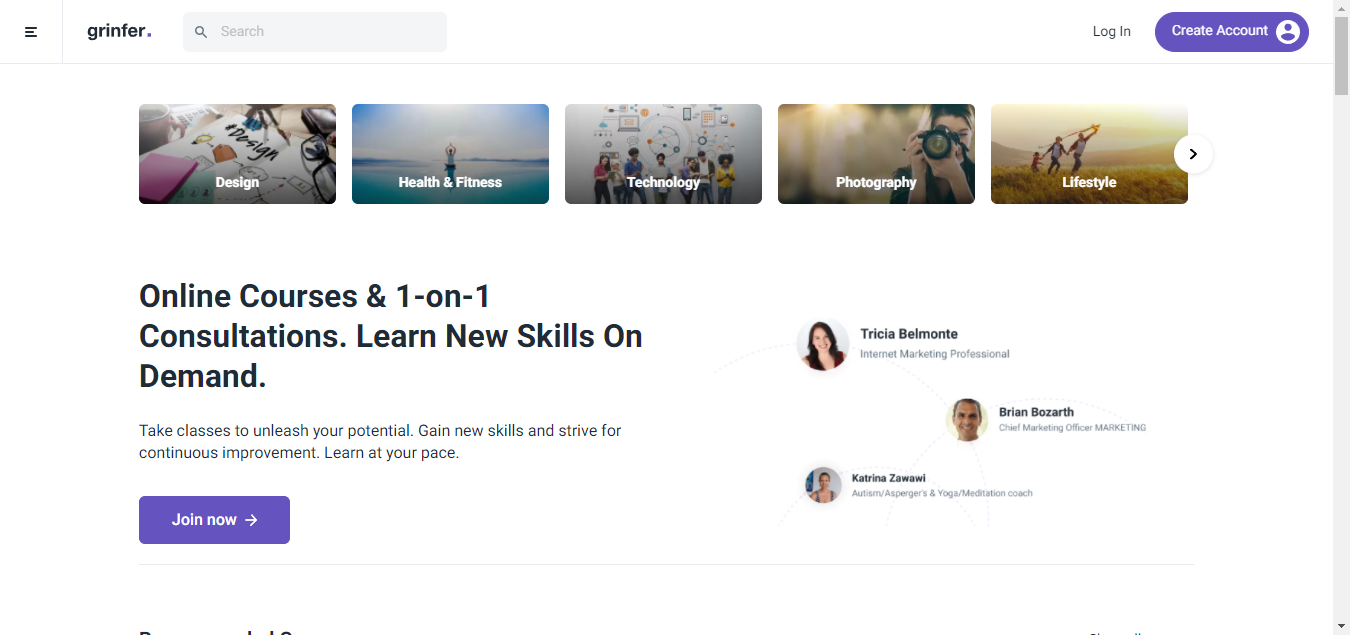 grinfer.
Search
Log In
Create Account
#Design
Design
Health & Fitness
Technology
Photography
Lifestyle
Online Courses & 1-on-1
Consultations. Learn New Skills On
Demand.
Take classes to unleash your potential. Gain new skills and strive for
continuous improvement. Learn at your pace.
Join now
Tricia Belmonte
Internet Marketing Professional
Brian Bozarth
Chief Marketing Officer MARKETING
Katrina Zawawi
Autism/Asperger's & Yoga/Meditation coach